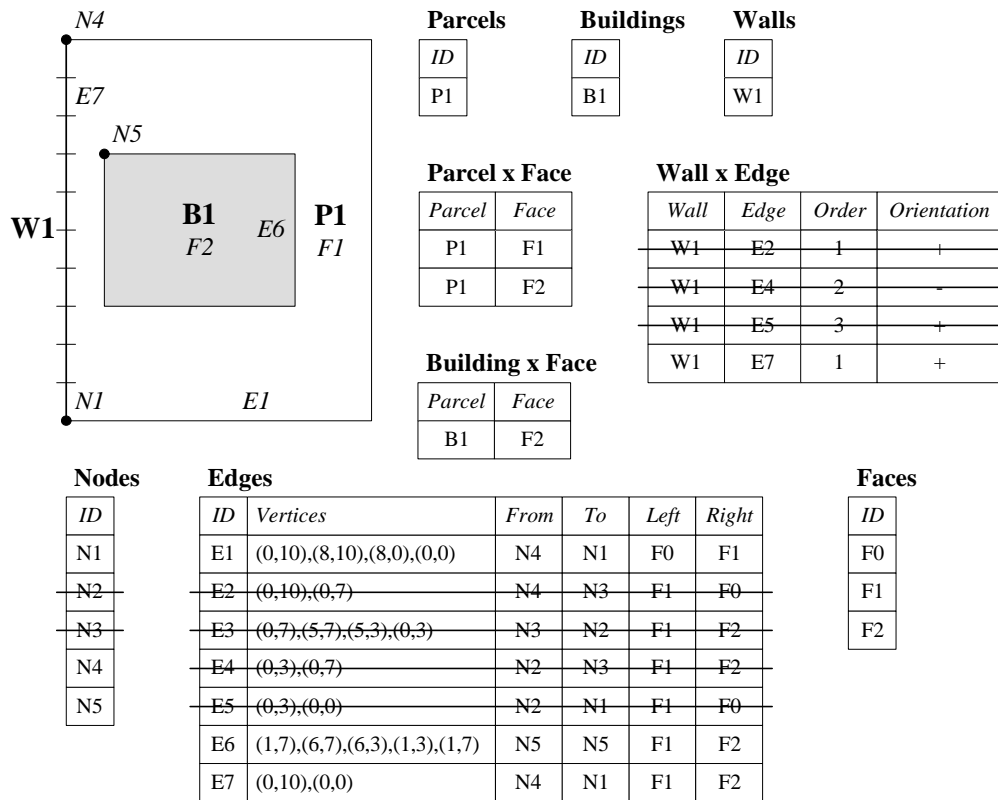 N4
E7
N5
W1
B1
F2
E6
P1
F1
N1
E1
Parcels
ID
P1
Buildings
ID
B1
Walls
ID
W1
Parcel x Face
Parcel Face
P1 F1
P1 F2
Wall x Edge
Wall Edge Order Orientation
W1 E2 1 +
W1 E4 2 -
W1 E5 3 +
W1 E7 1 +
Building x Face
Parcel Face
B1 F2
Nodes
ID
N1
N2
N3
N4
N5
Edges
ID Vertices From To Left Right
E1 (0,10),(8,10),(8,0),(0,0) N4 N1 F0 F1
E2 (0,10),(0,7) N4 N3 F1 F0
E3 (0,7),(5,7),(5,3),(0,3) N3 N2 F1 F2
E4 (0,3),(0,7) N2 N3 F1 F2
E5 (0,3),(0,0) N2 N1 F1 F0
E6 (1,7),(6,7),(6,3),(1,3),(1,7) N5 N5 F1 F2
E7 (0,10),(0,0) N4 N1 F1 F2
Faces
ID
F0
F1
F2